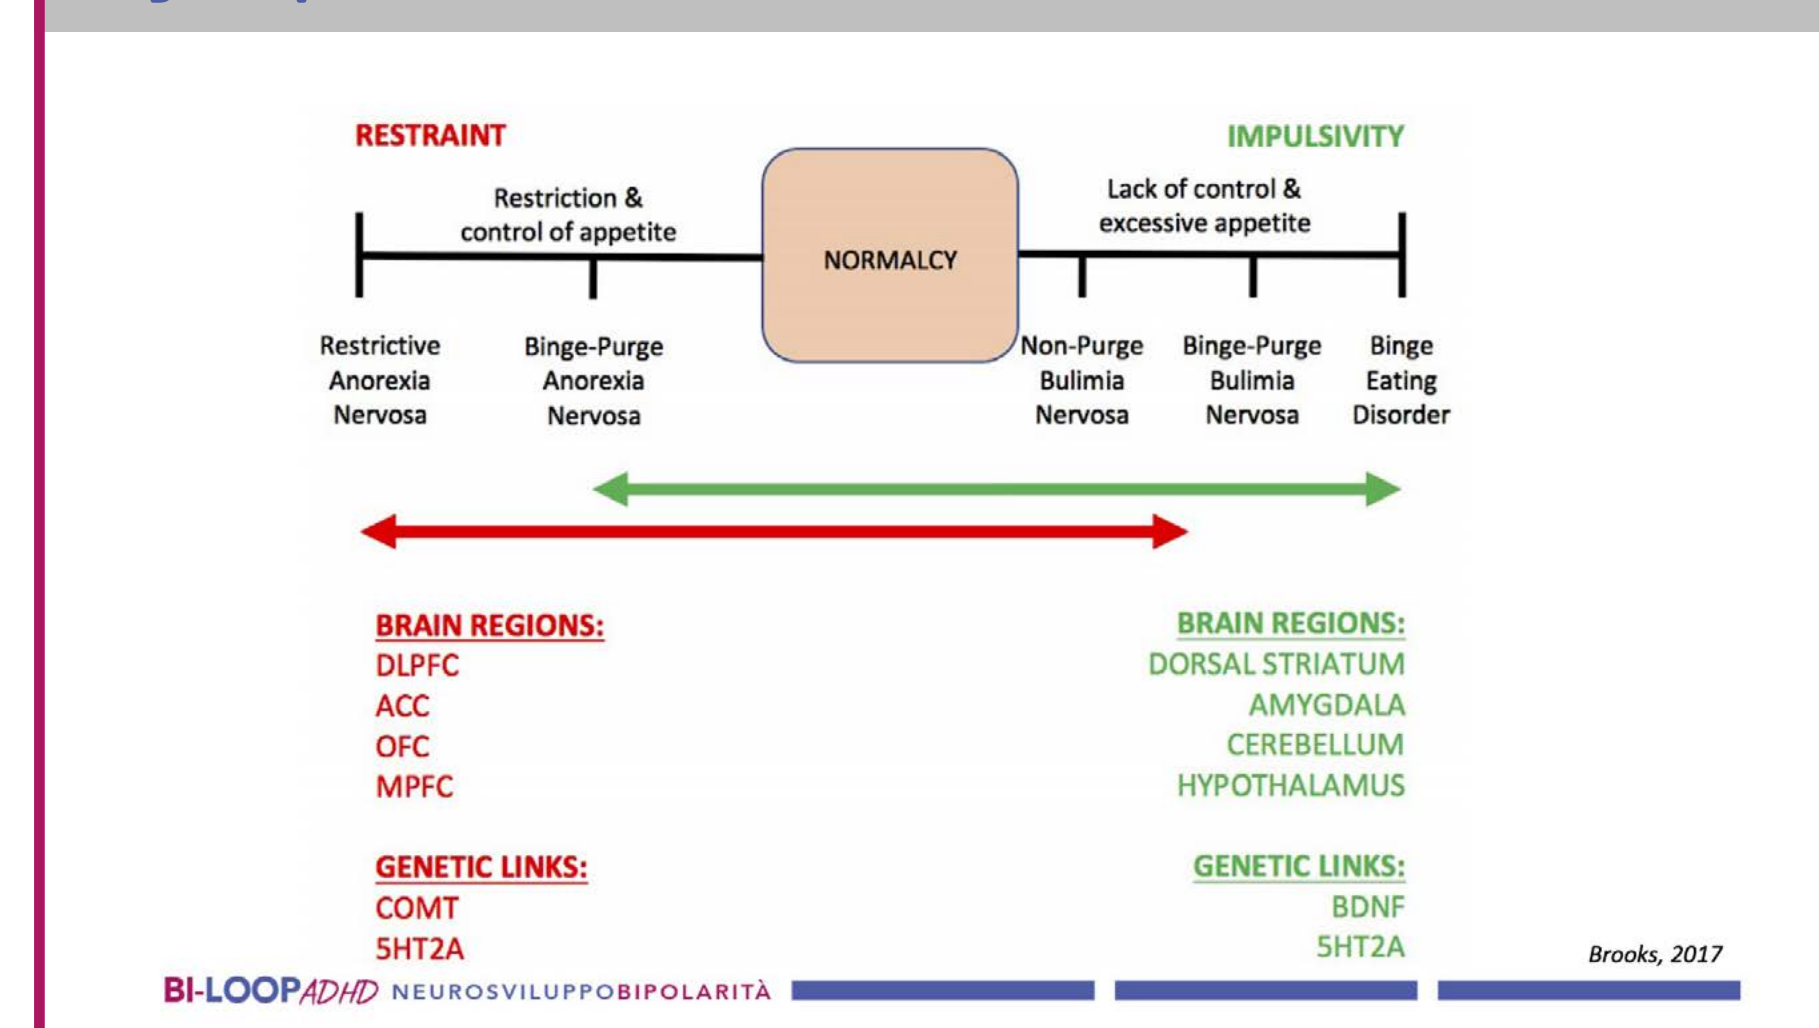 RESTRAINT
IMPULSIVITY
Restriction &
control of appetite
Lack of control &
excessive appetite
NORMALCY
Restrictive
Anorexia
Nervosa
Binge-Purge
Anorexia
Nervosa
Non-Purge
Bulimia
Nervosa
Binge-Purge
Bulimia
Nervosa
Binge
Eating
Disorder
BRAIN REGIONS:
DLPFC
ACC
OFC
MPFC
GENETIC LINKS:
COMT
5HT2A
BRAIN REGIONS:
DORSAL STRIATUM
AMYGDALA
CEREBELLUM
HYPOTHALAMUS
GENETIC LINKS:
BDNF
5HT2A
Brooks, 2017
BI-LOOPADHD NEUROSVILUPPOBIPOLARITÀ